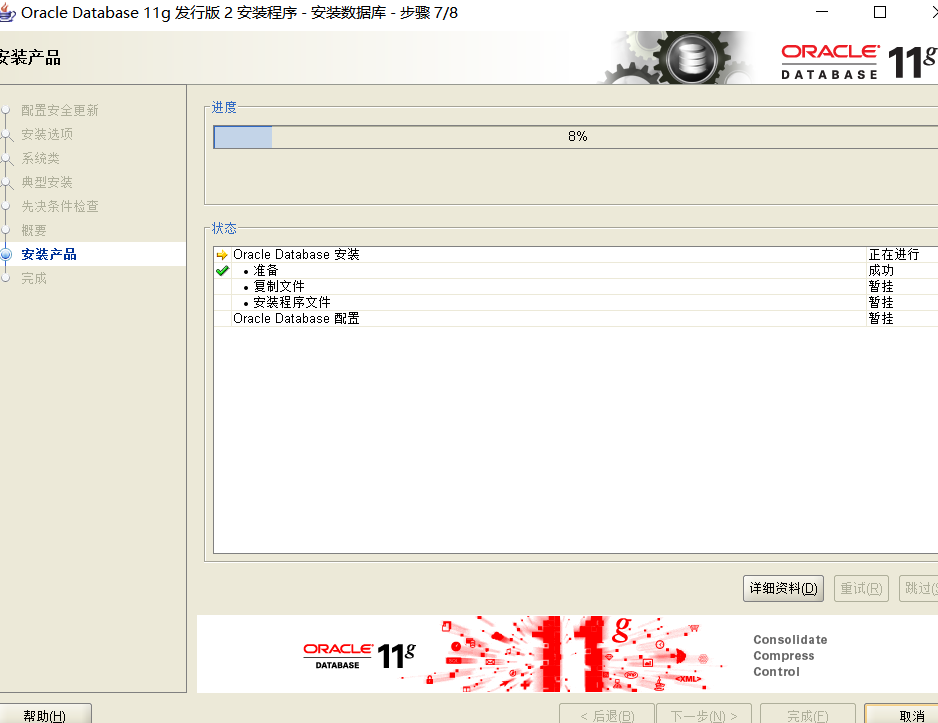 Oracle Database 11g 发行版 2 安装程序 - 安装数据库 - 步骤 7/8
安装产品
ORACLE
DATABASE
11g
配置安全更新
安装选项
系统类
典型安装
先决条件检查
概要
安装产品
完成
进度
8%
状态
Oracle Database 安装 正在进行
• 准备 成功
• 复制文件 暂挂
• 安装程序文件 暂挂
Oracle Database 配置 暂挂
详细资料(D) 重试(R) 跳过(S
ORACLE
DATABASE
11g
11g
<XML>
Consolidate
Compress
Control
帮助(H) < 后退(B) 下一步(N) > 完成(F) 取消